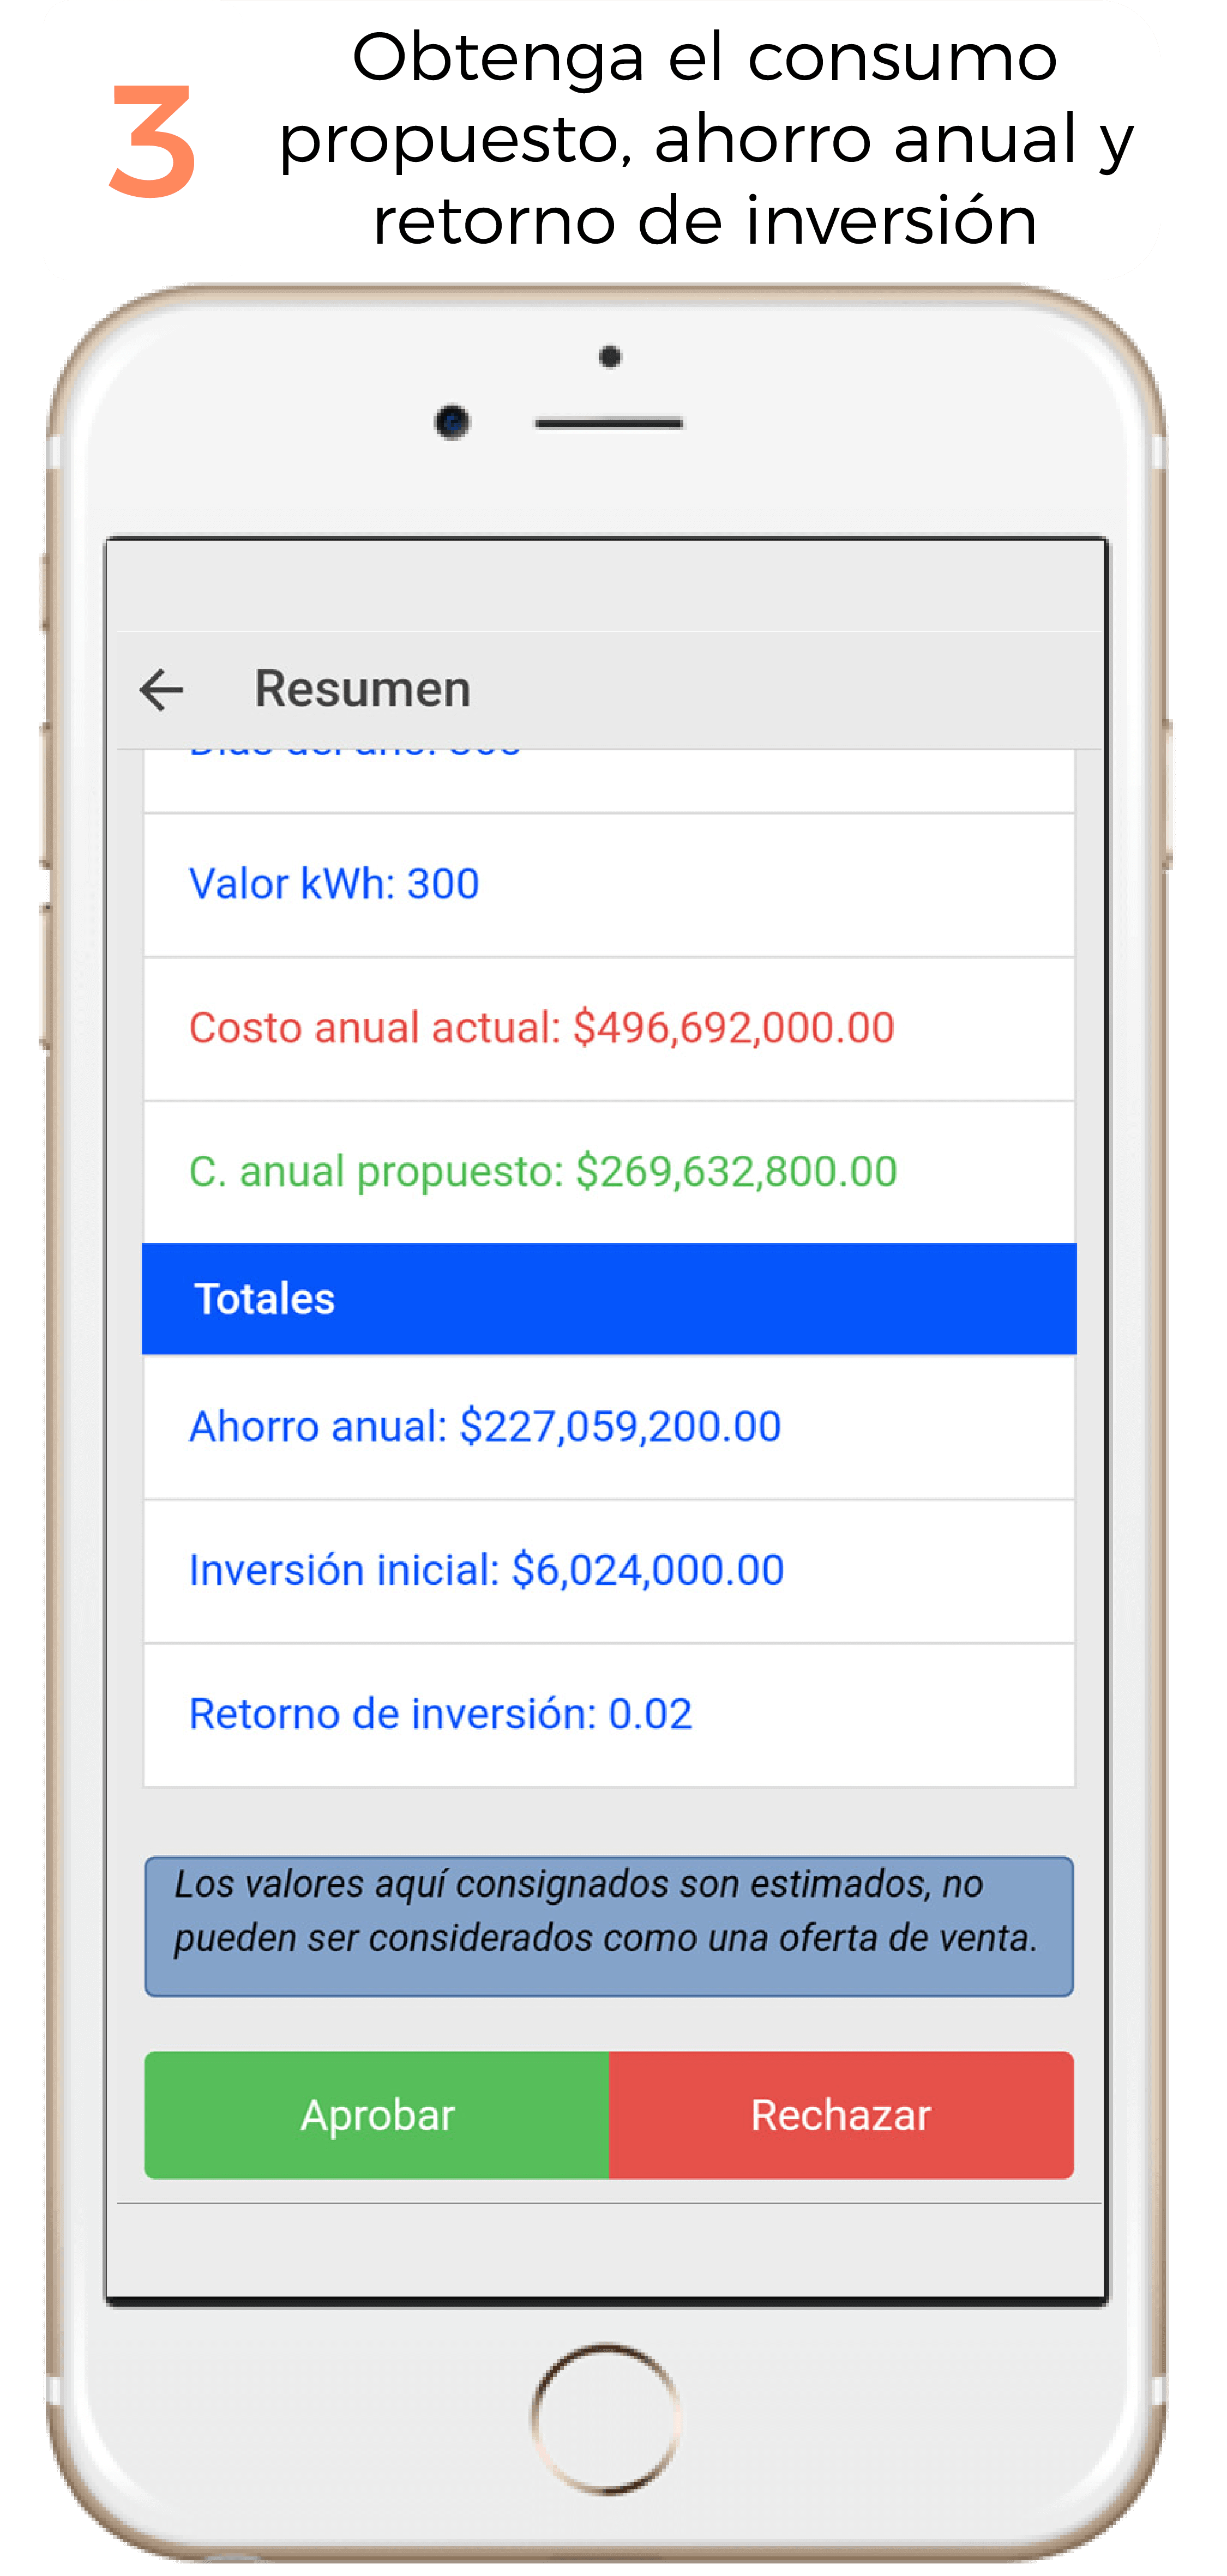 3
Obtenga el consumo
propuesto, ahorro anual y
retorno de inversión
Resumen
Valor kWh: 300
Costo anual actual: $496,692,000.00
C. anual propuesto: $269,632,800.00
Totales
Ahorro anual: $227,059,200.00
Inversión inicial: $6,024,000.00
Retorno de inversión: 0.02
Los valores aquí consignados son estimados, no
pueden ser considerados como una oferta de venta.
Aprobar
Rechazar